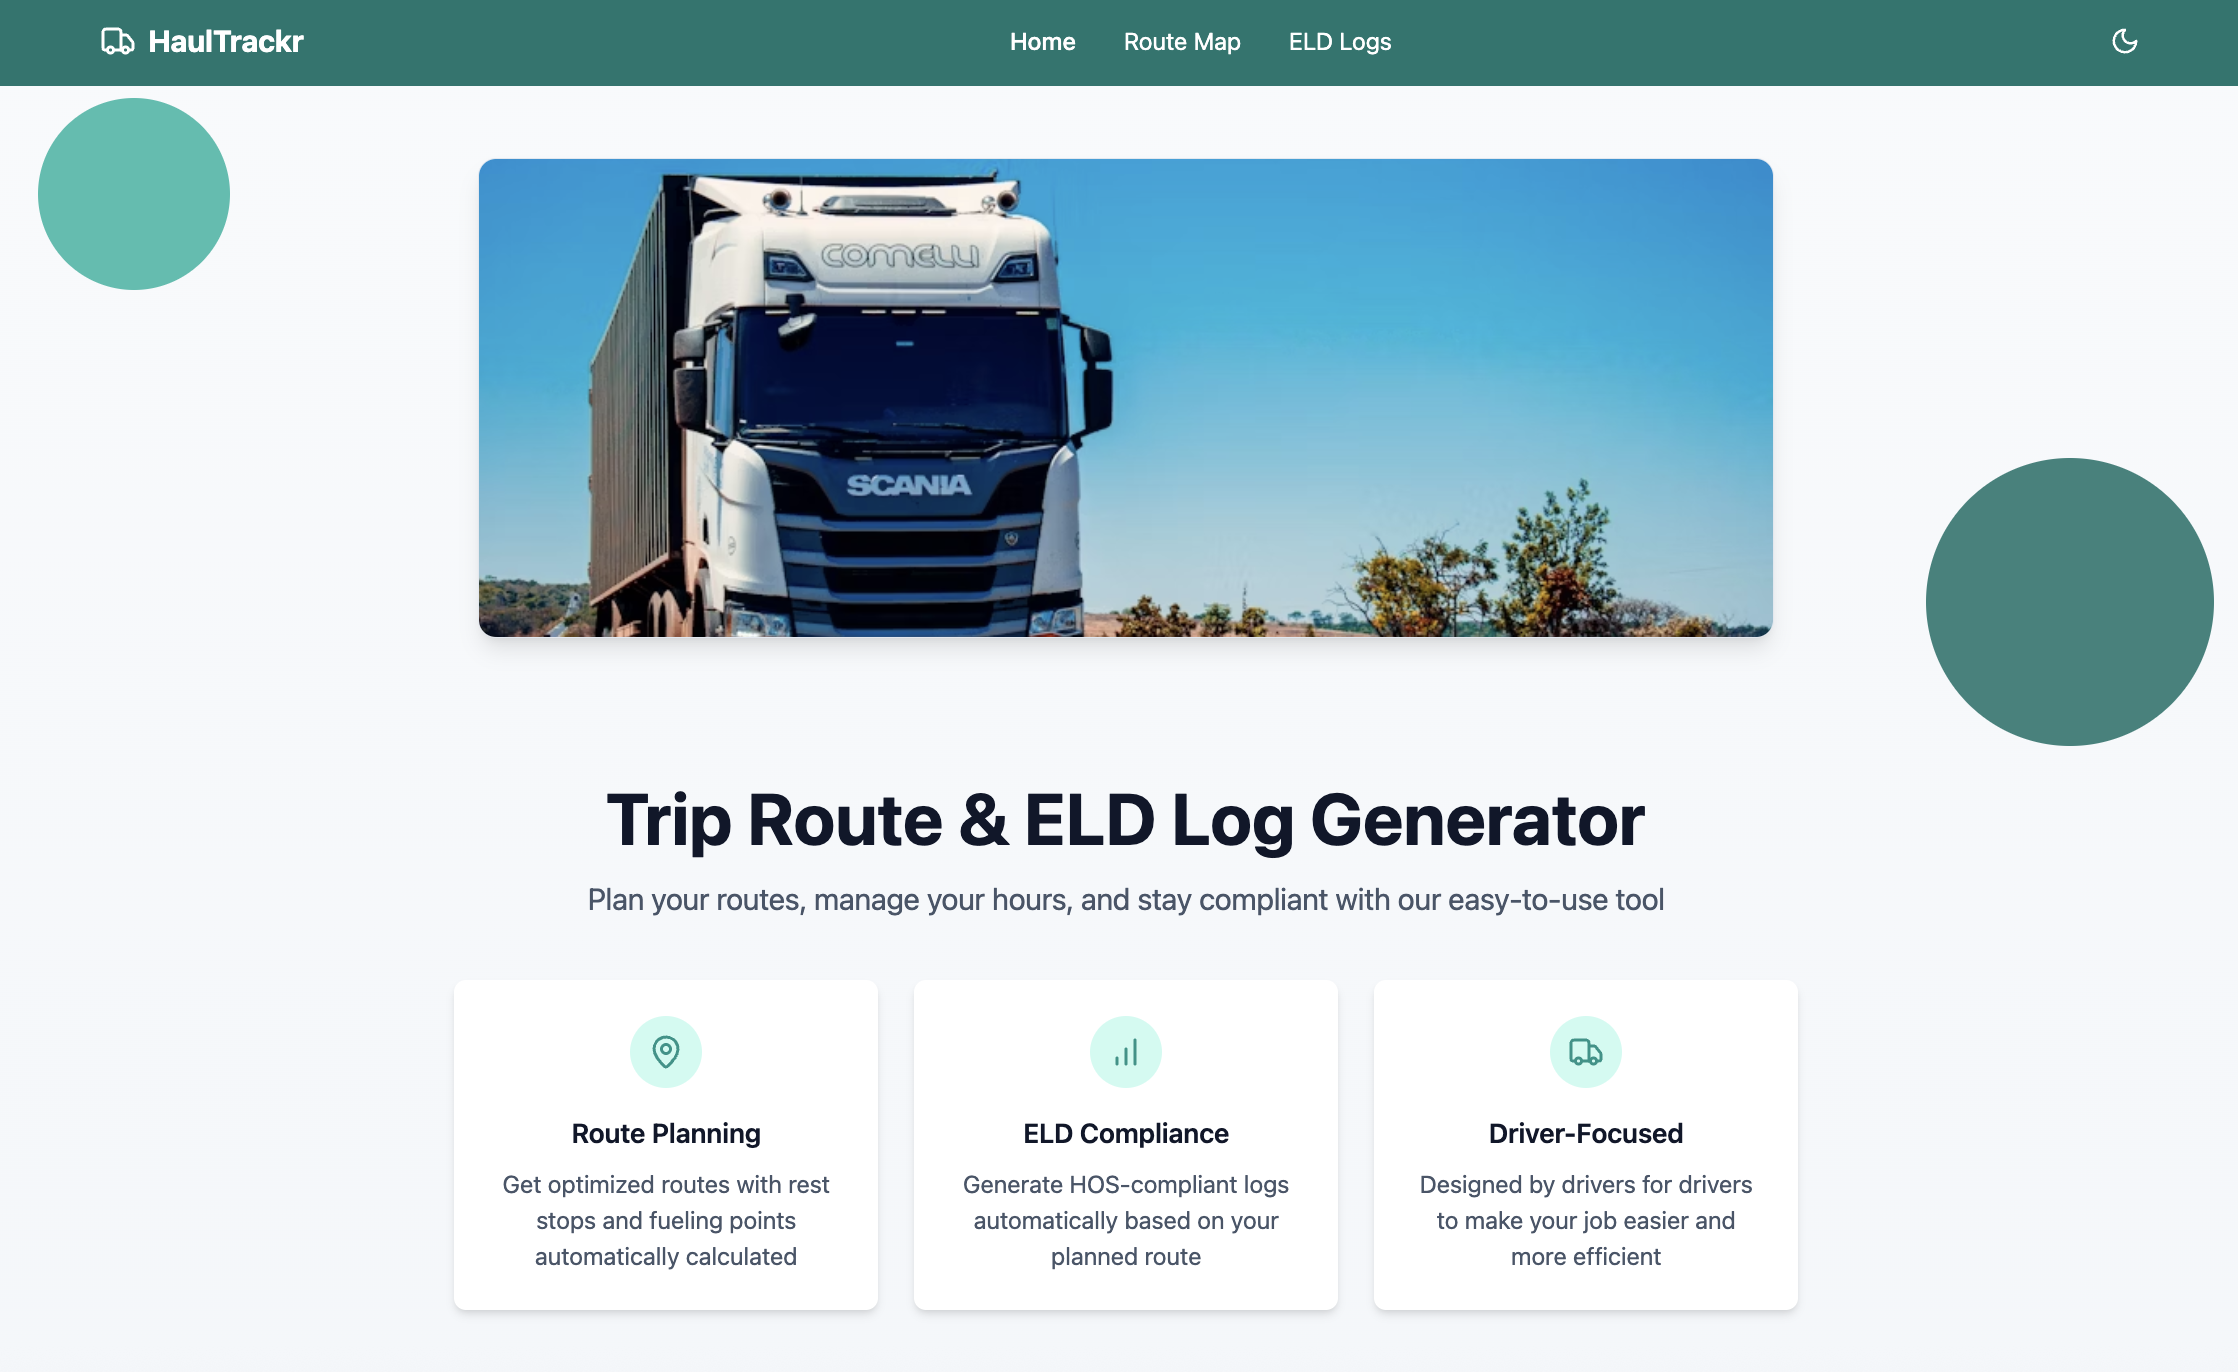 HaulTrackr
Home Route Map ELD Logs
COMELLI
SCANIA
Trip Route & ELD Log Generator
Plan your routes, manage your hours, and stay compliant with our easy-to-use tool
Route Planning
Get optimized routes with rest
stops and fueling points
automatically calculated
ELD Compliance
Generate HOS-compliant logs
automatically based on your
planned route
Driver-Focused
Designed by drivers for drivers
to make your job easier and
more efficient